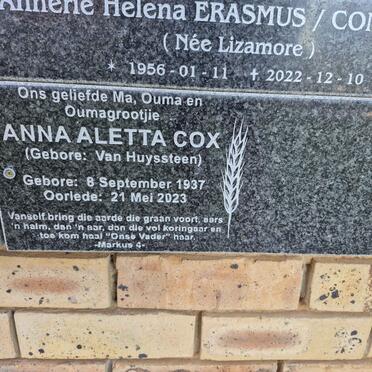 Annerie Helena ERASMUS /
( Née Lizamore )
* 1956 - 01 - 11 + 2022 - 12 - 10
Ons geliefde Ma, Ouma en
Oumagrootjie
ANNA ALETTA COX
(Gebore: Van Huyssteen)
Gebore: 8 September 1937
Oorlede: 21 Mei 2023
Vanself bring die aarde die graan voort, eers
'n halm, dan 'n aar, dan die vol koringaar en
toe kom haal "Onse Vader" haar.
-Markus 4-